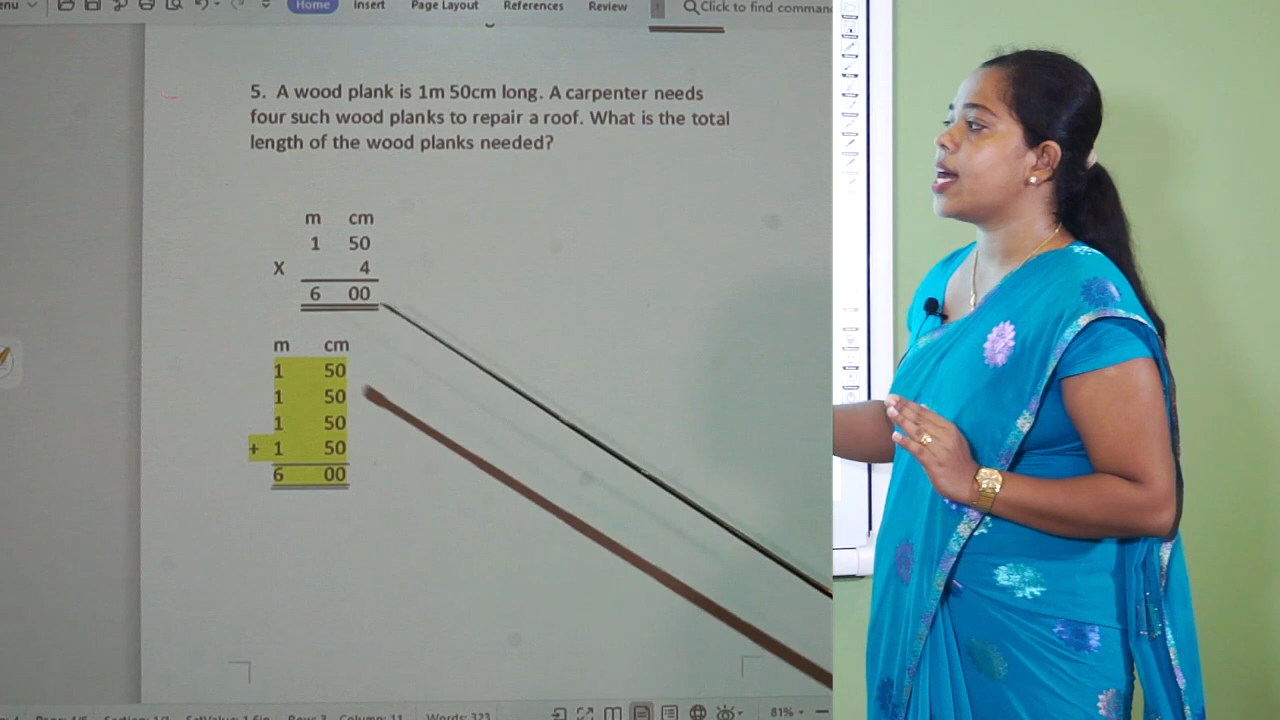 Home Insert Page Layout References Review Click to find
5. A wood plank is 1m 50cm long. A carpenter needs
four such wood planks to repair a roof. What is the total
length of the wood planks needed?
m cm
1 50
X 4
6 00
m cm
1 50
1 50
1 50
+ 1 50
6 00
Words: 323 81%